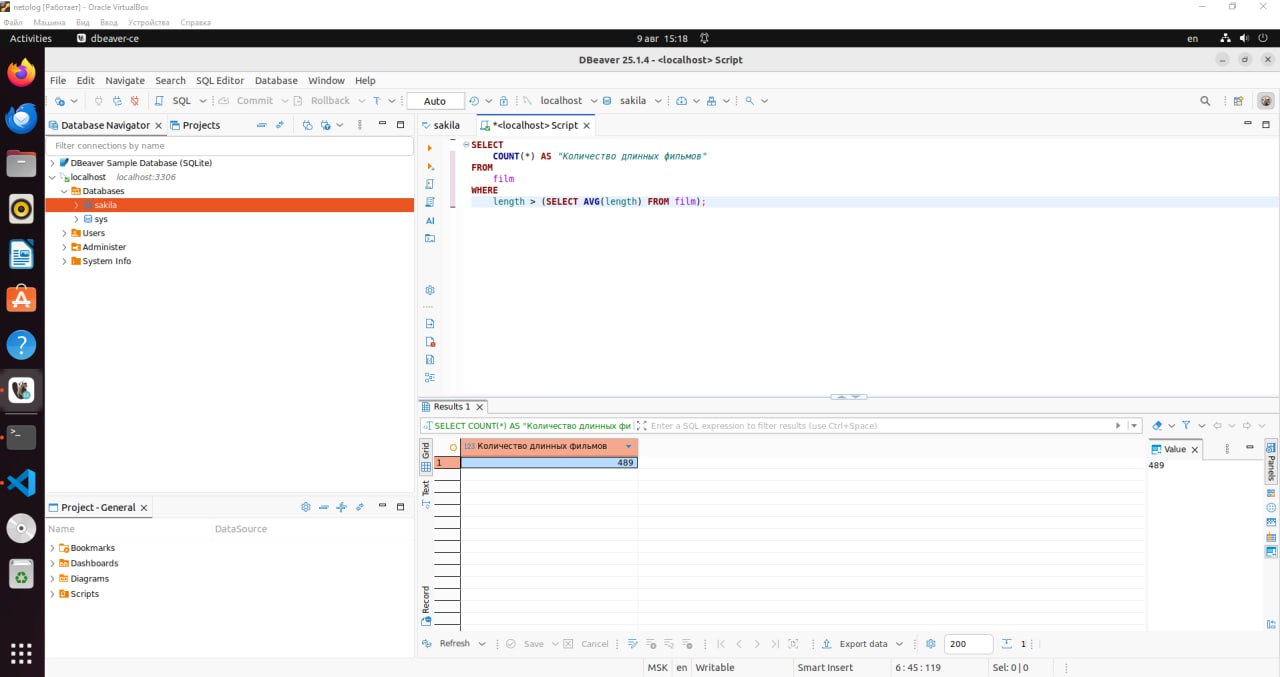 netolog [Работает] - Oracle VirtualBox
Файл Машина Вид Ввод Устройства Справка
Activities dbeaver-ce 9 авг 15:18 en
DBeaver 25.1.4 - <localhost> Script
File Edit Navigate Search SQL Editor Database Window Help
SQL Commit Rollback T Auto localhost sakila
Database Navigator Projects
Filter connections by name
DBeaver Sample Database (SQLite)
localhost localhost:3306
Databases
sakila
sys
Users
Administer
System Info
Project - General
Name DataSource
Bookmarks
Dashboards
Diagrams
Scripts
sakila *<localhost> Script
SELECT
COUNT(*) AS "Количество длинных фильмов"
FROM
film
WHERE
length > (SELECT AVG(length) FROM film);
AI
Results 1
SELECT COUNT(*) AS "Количество длинных фи Enter a SQL expression to filter results (use Ctrl+Space)
Grid
Text
Record
123 Количество длинных фильмов
1 489
Value
489
Panels
Refresh Save Cancel Export data 200 1
MSK en Writable Smart Insert 6 : 45 : 119 Sel: 0 | 0